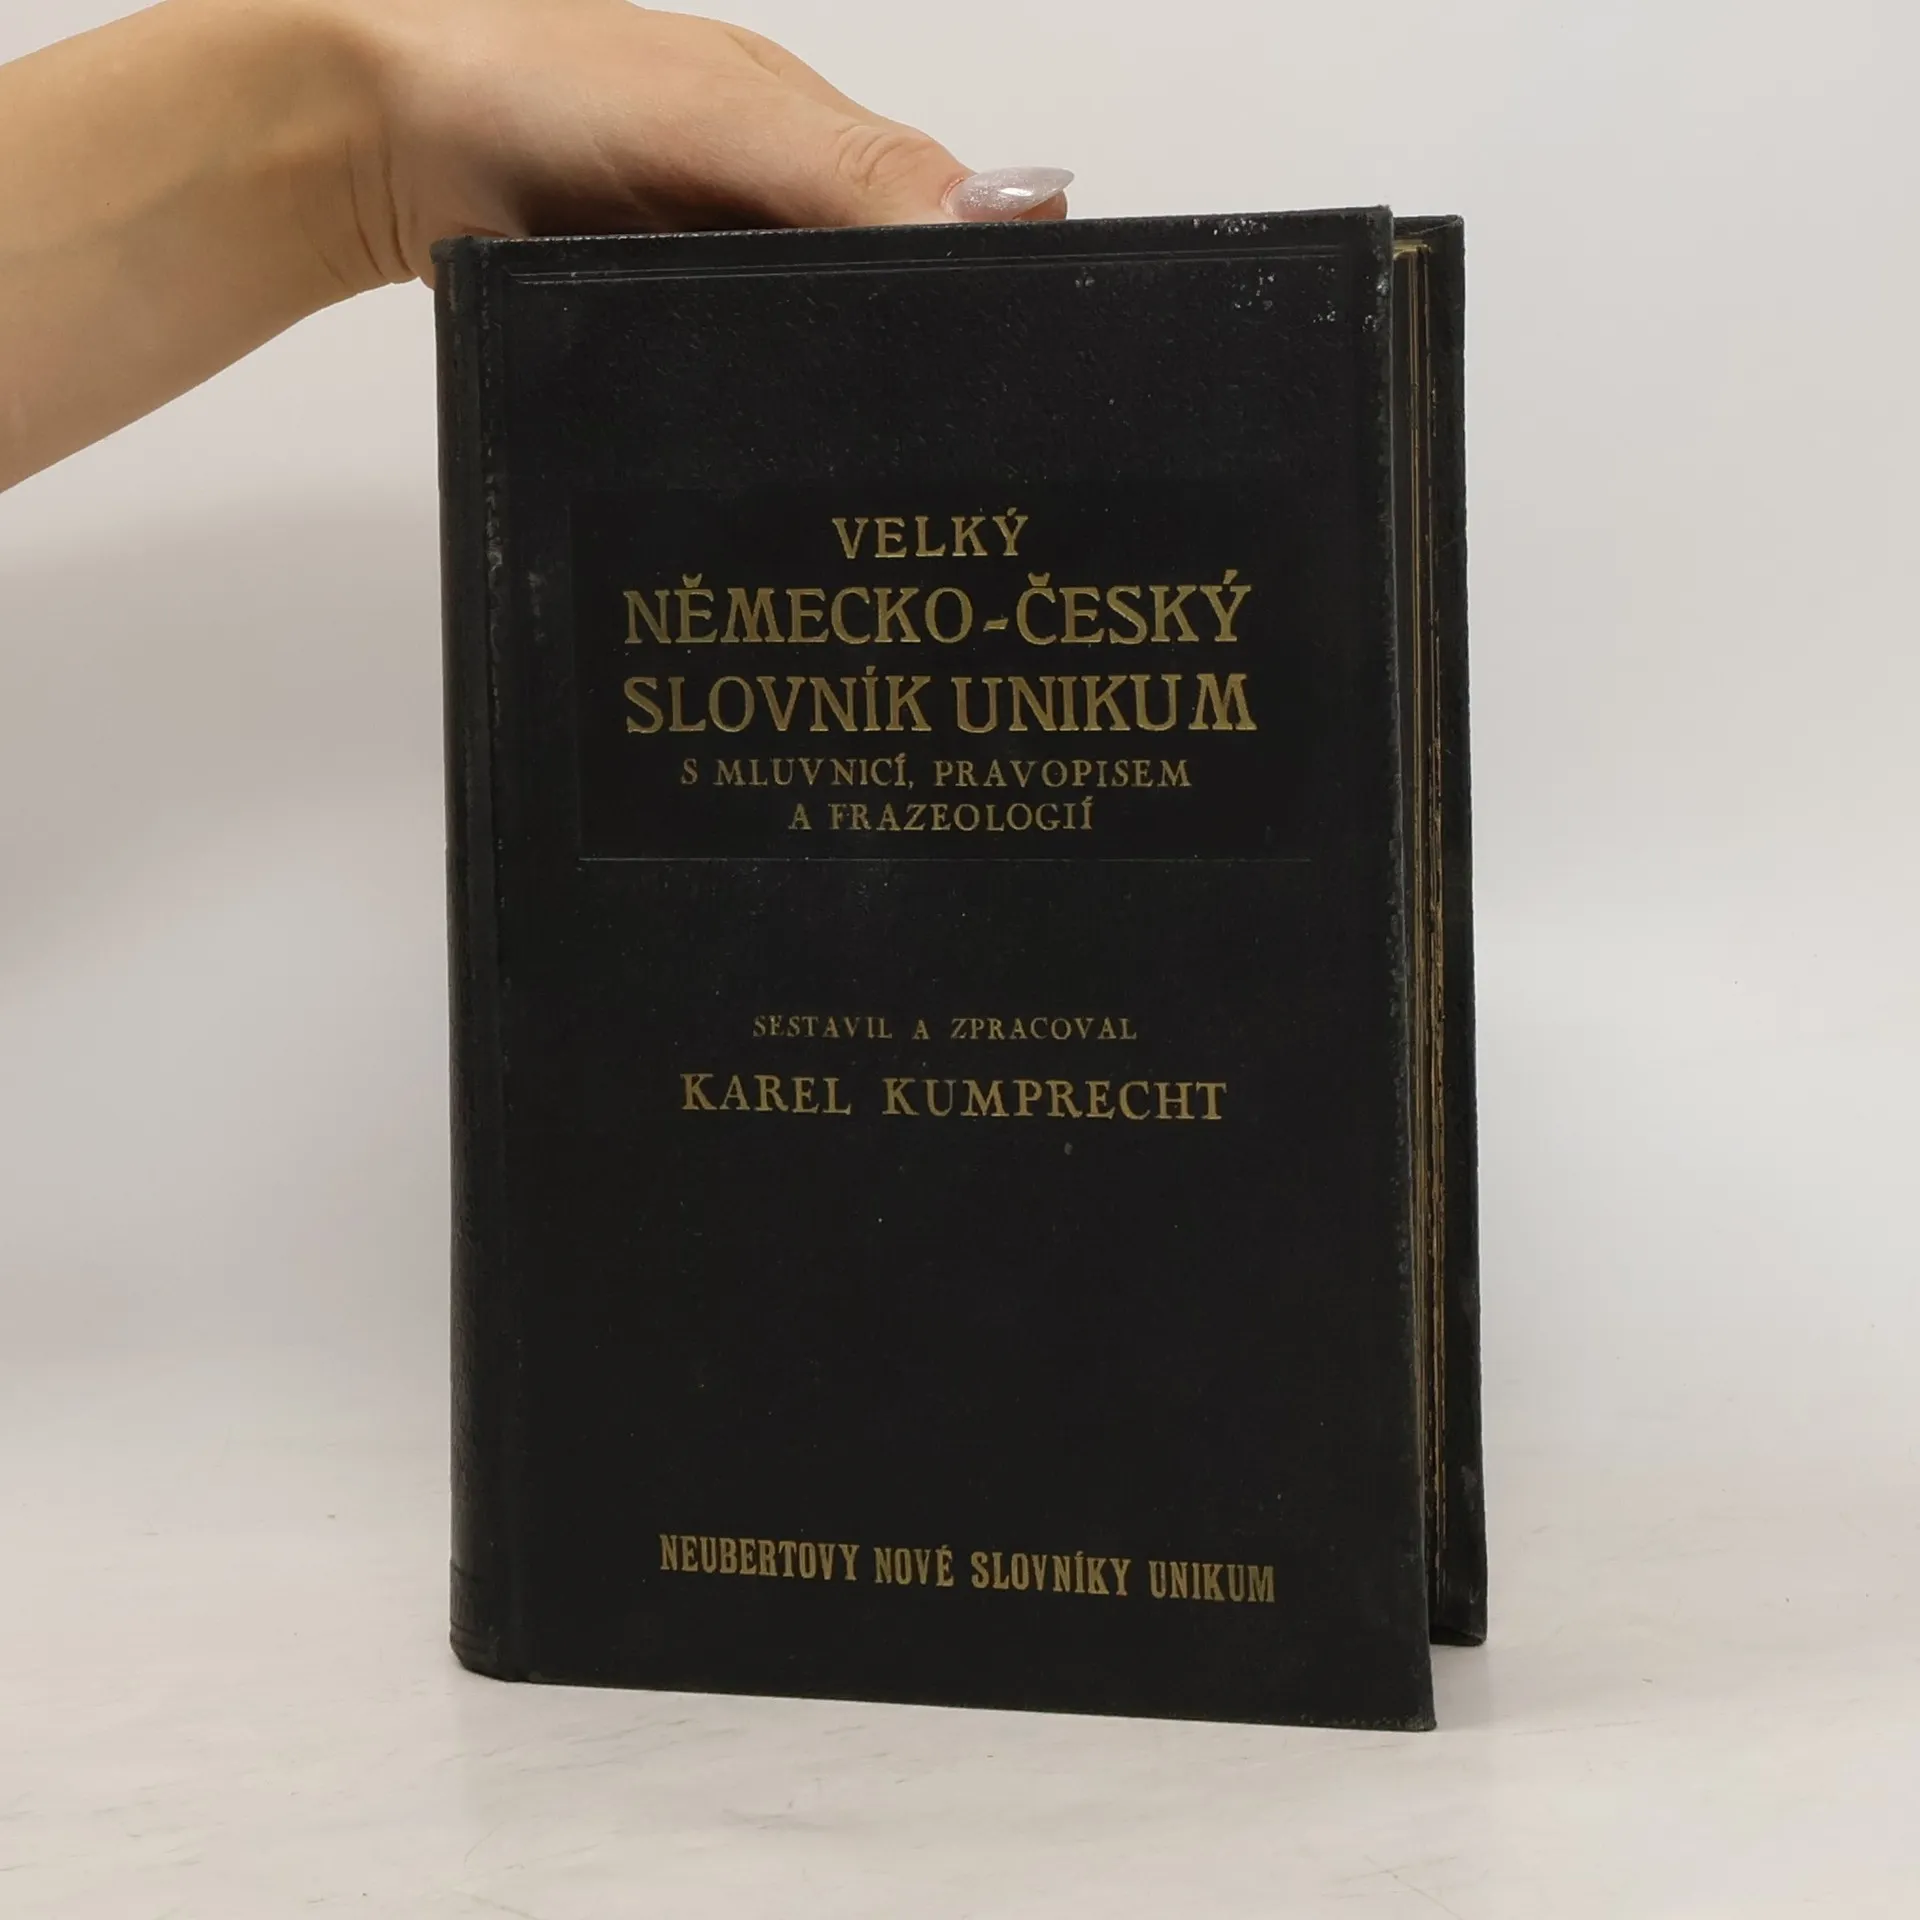 VELKÝ
NĚMECKO-ČESKÝ
SLOVNÍK UNIKUM
S MLUVNICÍ, PRAVOPISEM
A FRAZEOLOGIÍ
SESTAVIL A ZPRACOVAL
KAREL KUMPRECHT
NEUBERTOVY NOVÉ SLOVNÍKY UNIKUM